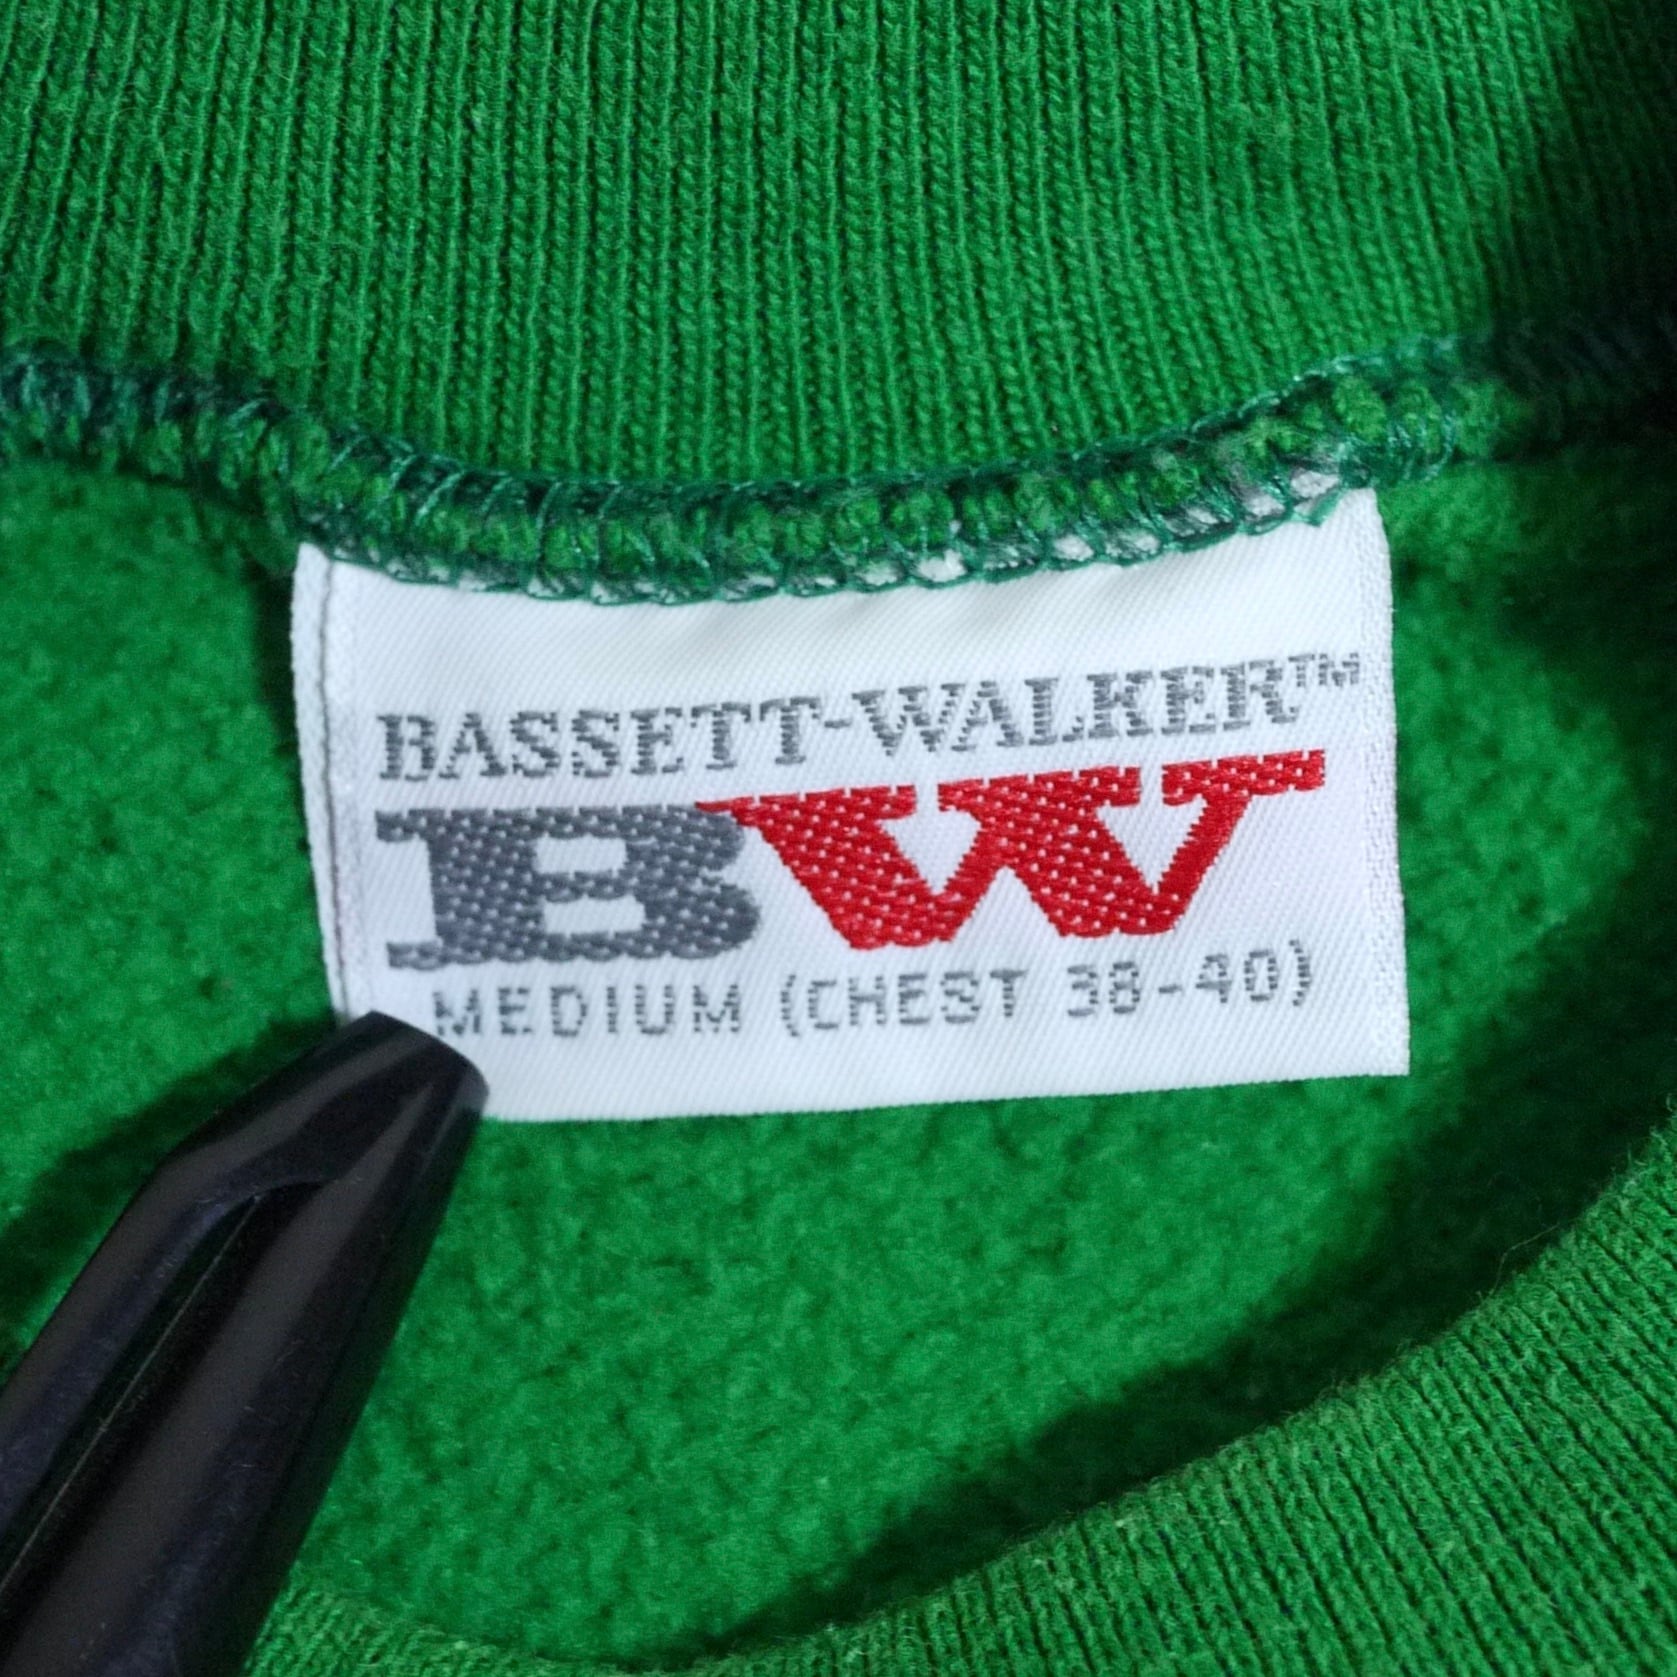 BASSETT-WALKER™
BW
MEDIUM (CHEST 38-40)